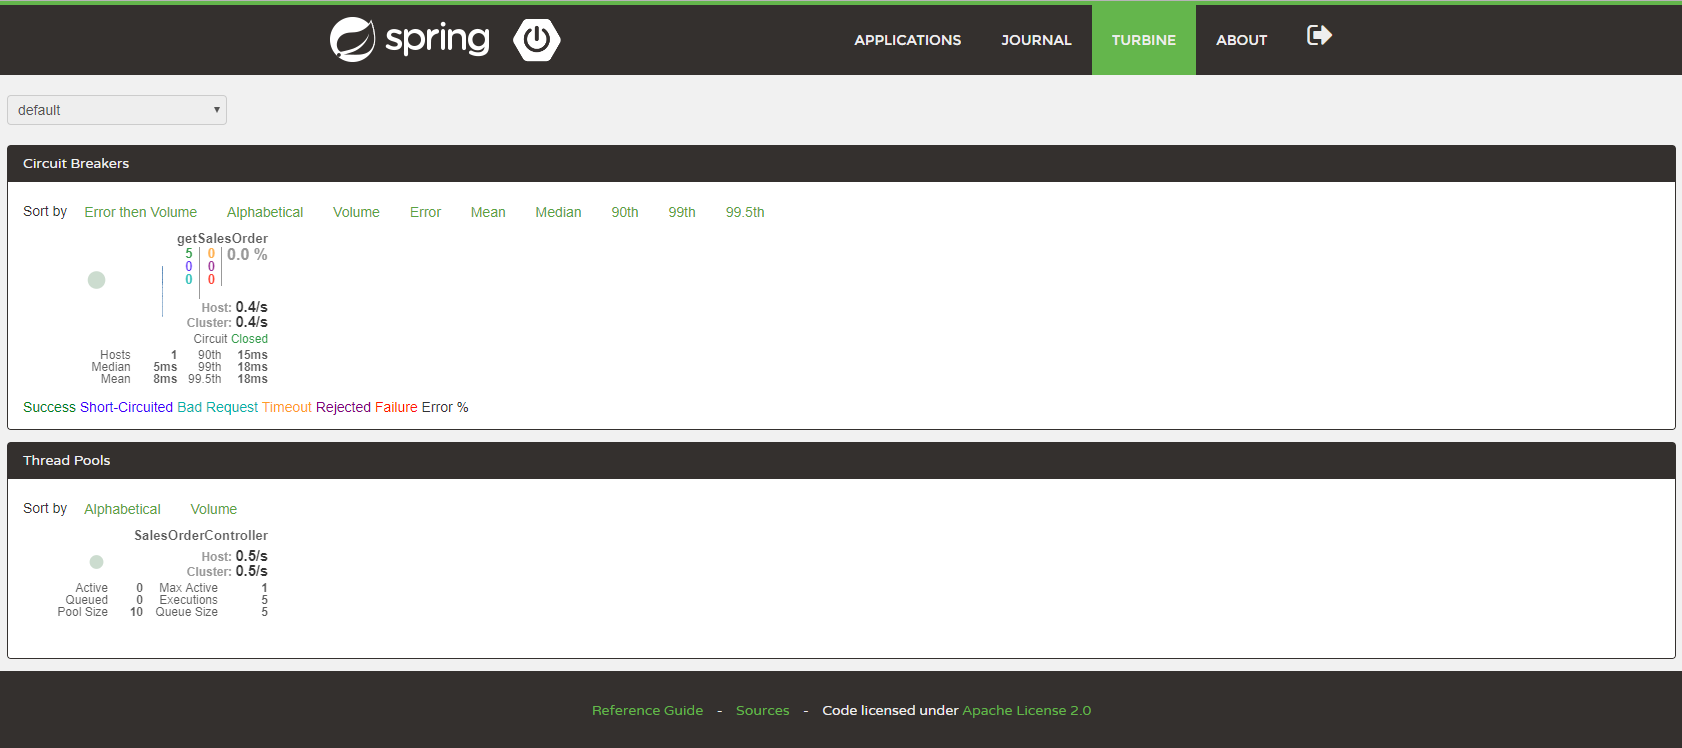 spring APPLICATIONS JOURNAL TURBINE ABOUT
default
Circuit Breakers
Sort by Error then Volume Alphabetical Volume Error Mean Median 90th 99th 99.5th
getSalesOrder
5 0 0.0 %
0 0
0 0
Host: 0.4/s
Cluster: 0.4/s
Circuit Closed
Hosts 1 90th 15ms
Median 5ms 99th 18ms
Mean 8ms 99.5th 18ms
Success Short-Circuited Bad Request Timeout Rejected Failure Error %
Thread Pools
Sort by Alphabetical Volume
SalesOrderController
Host: 0.5/s
Cluster: 0.5/s
Active 0 Max Active 1
Queued 0 Executions 5
Pool Size 10 Queue Size 5
Reference Guide - Sources - Code licensed under Apache License 2.0